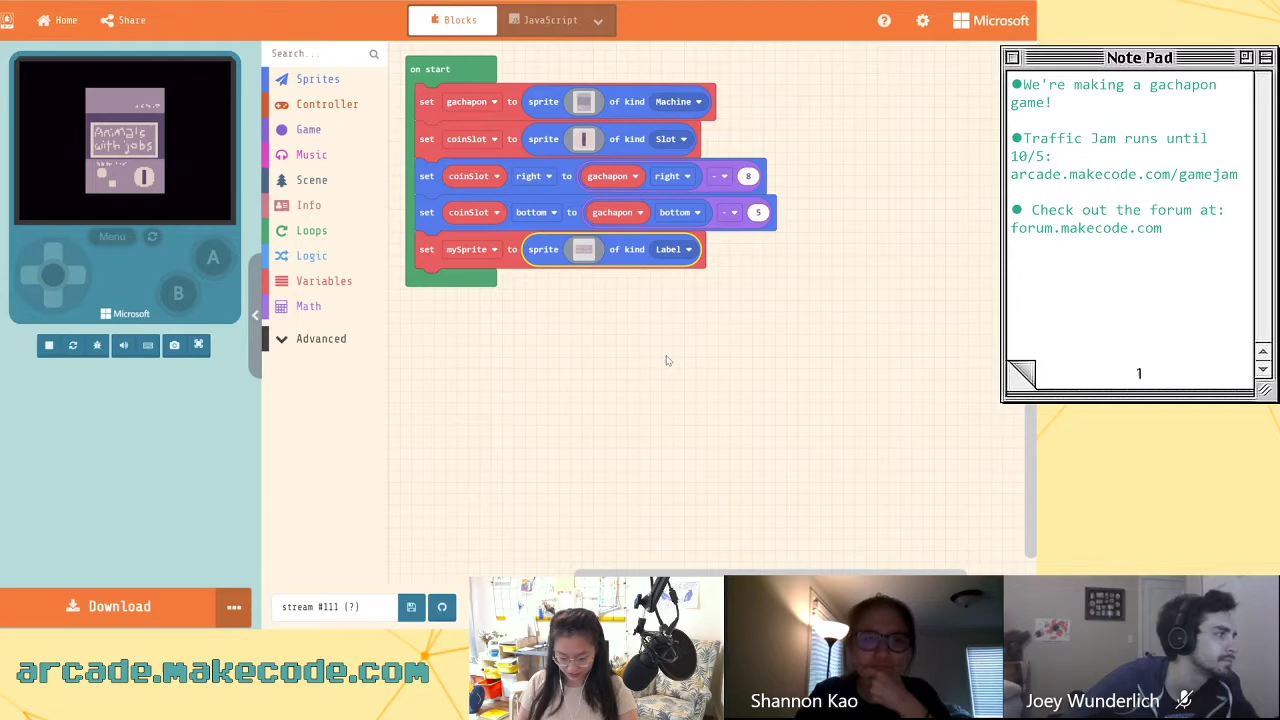 Home
Share
Blocks
JavaScript
Microsoft
Animals
with jobs
Menu
A
B
Microsoft
Search...
Sprites
Controller
Game
Music
Scene
Info
Loops
Logic
Variables
Math
Advanced
on start
set gachapon to sprite of kind Machine
set coinSlot to sprite of kind Slot
set coinSlot right to gachapon right - 8
set coinSlot bottom to gachapon bottom - 5
set mySprite to sprite of kind Label
Note Pad
●We're making a gachapon
game!
●Traffic Jam runs until
10/5:
arcade.makecode.com/gamejam
● Check out the forum at:
forum.makecode.com
1
Download
stream #111 (?)
arcade.makecode.com
Shannon Kao
Joey Wunderlich